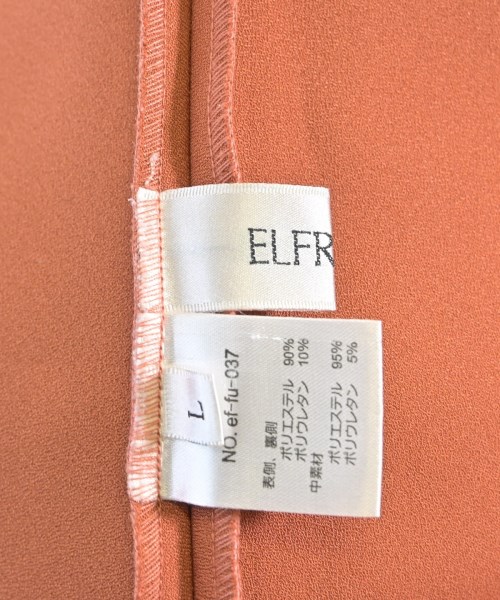 ELFR
L
NO. ef-fu-037
表側、裏側
ポリエステル 90%
ポリウレタン 10%
中素材
ポリエステル 95%
ポリウレタン 5%